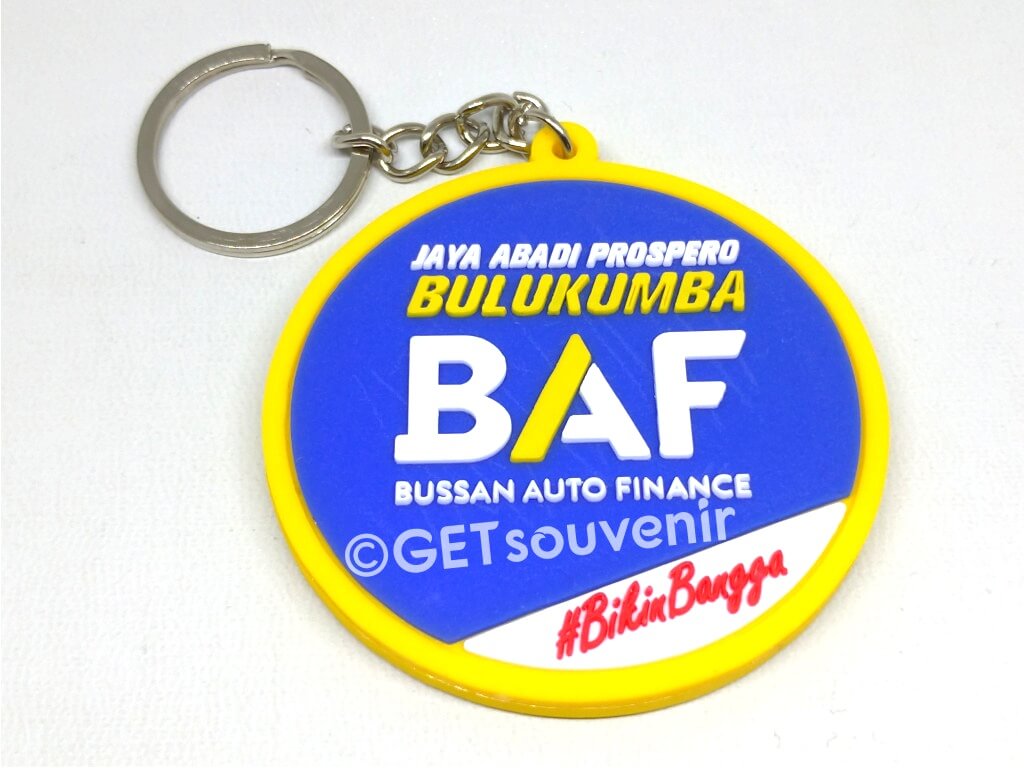 JAYA ABADI PROSPERO
BULUKUMBA
BAF
BUSSAN AUTO FINANCE
©GETsouvenir
#BikinBangga